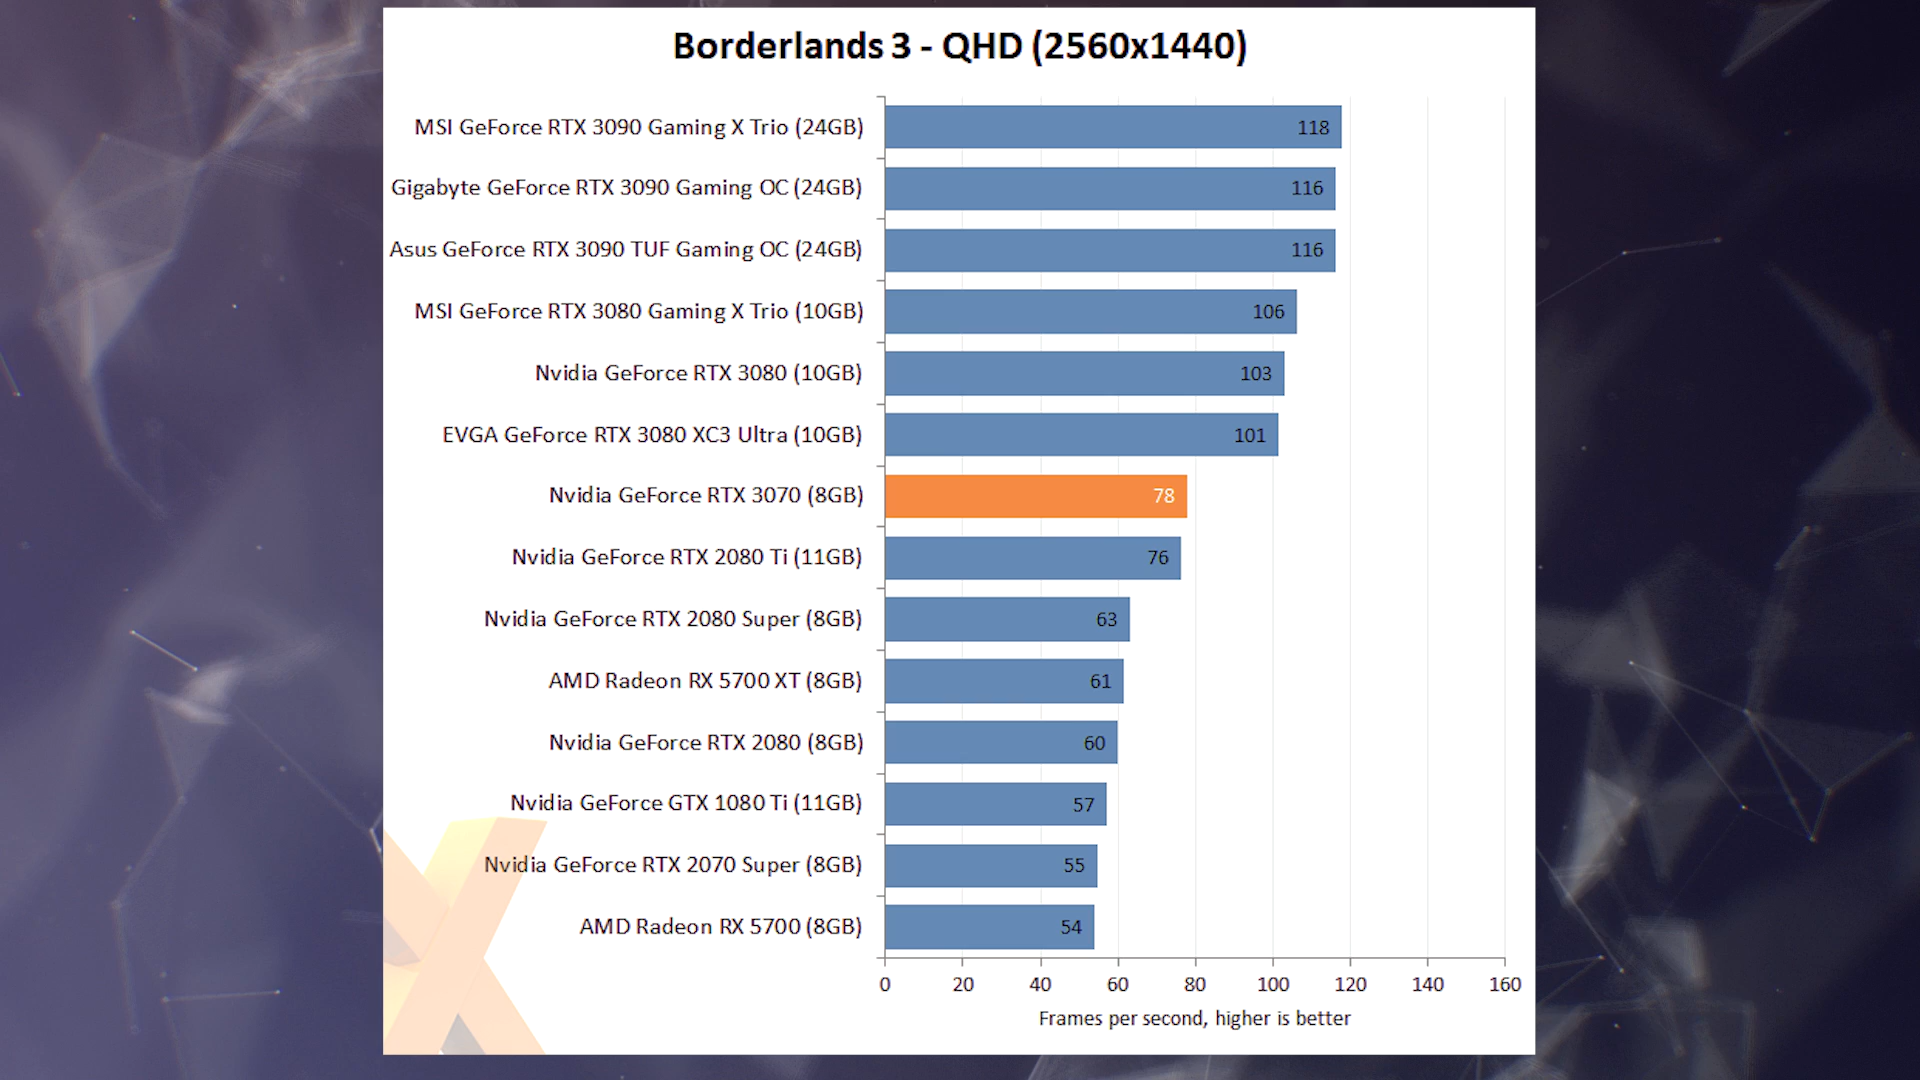 Borderlands 3 - QHD (2560x1440)
MSI GeForce RTX 3090 Gaming X Trio (24GB) 118
Gigabyte GeForce RTX 3090 Gaming OC (24GB) 116
Asus GeForce RTX 3090 TUF Gaming OC (24GB) 116
MSI GeForce RTX 3080 Gaming X Trio (10GB) 106
Nvidia GeForce RTX 3080 (10GB) 103
EVGA GeForce RTX 3080 XC3 Ultra (10GB) 101
Nvidia GeForce RTX 3070 (8GB) 78
Nvidia GeForce RTX 2080 Ti (11GB) 76
Nvidia GeForce RTX 2080 Super (8GB) 63
AMD Radeon RX 5700 XT (8GB) 61
Nvidia GeForce RTX 2080 (8GB) 60
Nvidia GeForce GTX 1080 Ti (11GB) 57
Nvidia GeForce RTX 2070 Super (8GB) 55
AMD Radeon RX 5700 (8GB) 54
0 20 40 60 80 100 120 140 160
Frames per second, higher is better